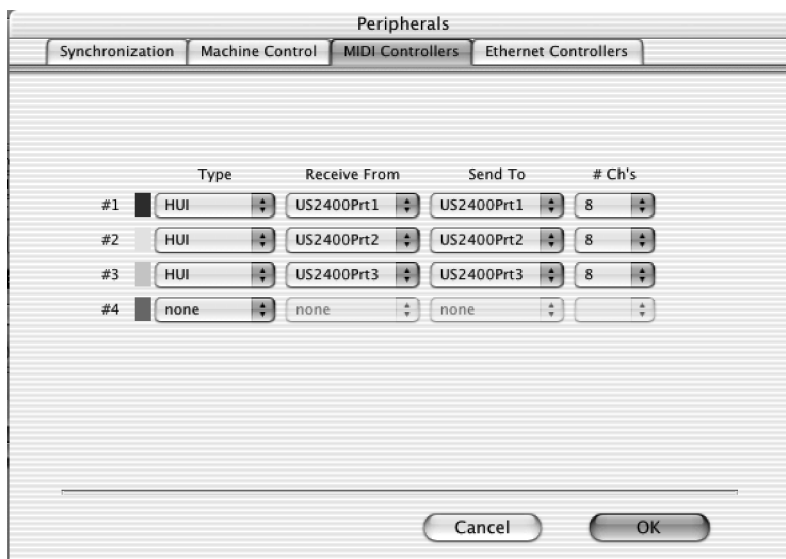 Peripherals
Synchronization Machine Control MIDI Controllers Ethernet Controllers
Type Receive From Send To # Ch's
#1 HUI US2400Prt1 US2400Prt1 8
#2 HUI US2400Prt2 US2400Prt2 8
#3 HUI US2400Prt3 US2400Prt3 8
#4 none none none
Cancel OK